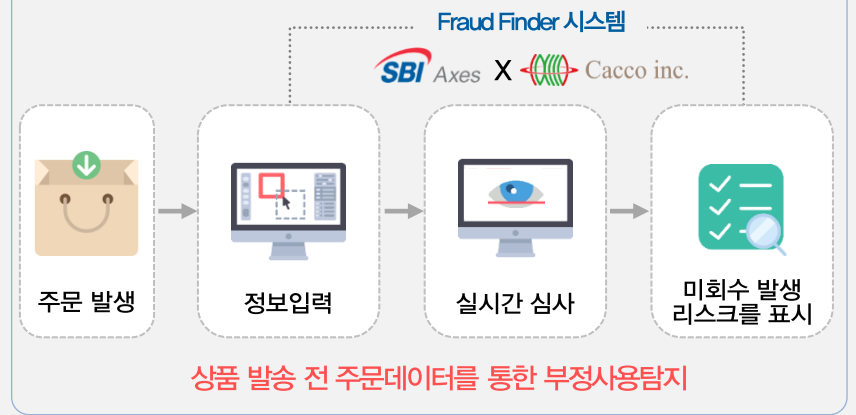 Fraud Finder 시스템
SBI Axes X Cacco inc.
주문 발생
정보입력
실시간 심사
미회수 발생
리스크를 표시
상품 발송 전 주문데이터를 통한 부정사용탐지